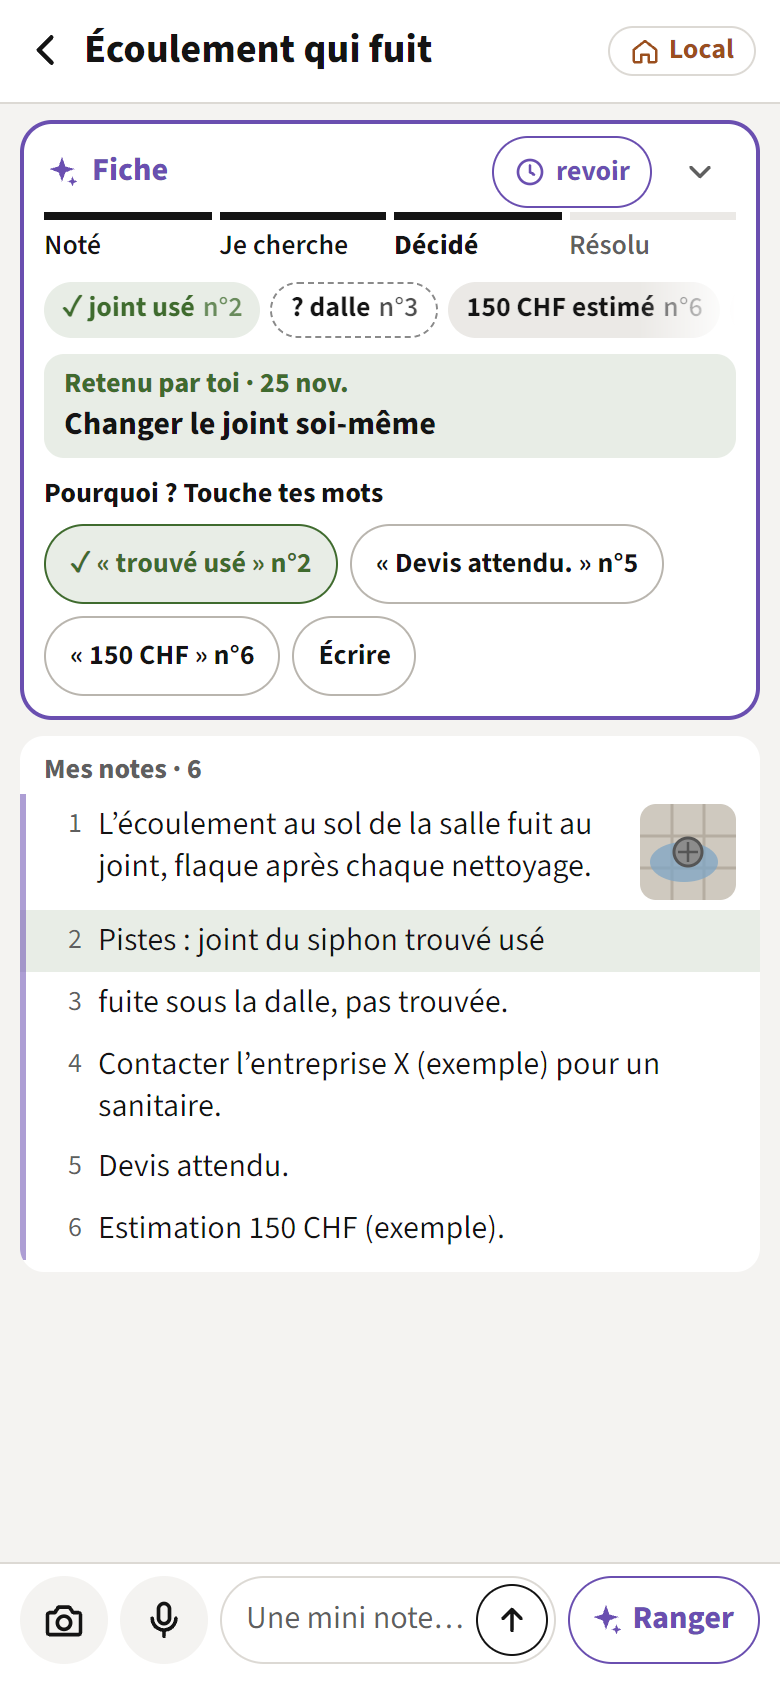 Écoulement qui fuit
Local
Fiche
revoir
Noté
Je cherche
Décidé
Résolu
✓ joint usé n°2
? dalle n°3
150 CHF estimé n°6
Retenu par toi · 25 nov.
Changer le joint soi-même
Pourquoi ? Touche tes mots
✓ « trouvé usé » n°2
« Devis attendu. » n°5
« 150 CHF » n°6
Écrire
Mes notes · 6
1 L’écoulement au sol de la salle fuit au
joint, flaque après chaque nettoyage.
2 Pistes : joint du siphon trouvé usé
3 fuite sous la dalle, pas trouvée.
4 Contacter l’entreprise X (exemple) pour un
sanitaire.
5 Devis attendu.
6 Estimation 150 CHF (exemple).
Une mini note…
Ranger